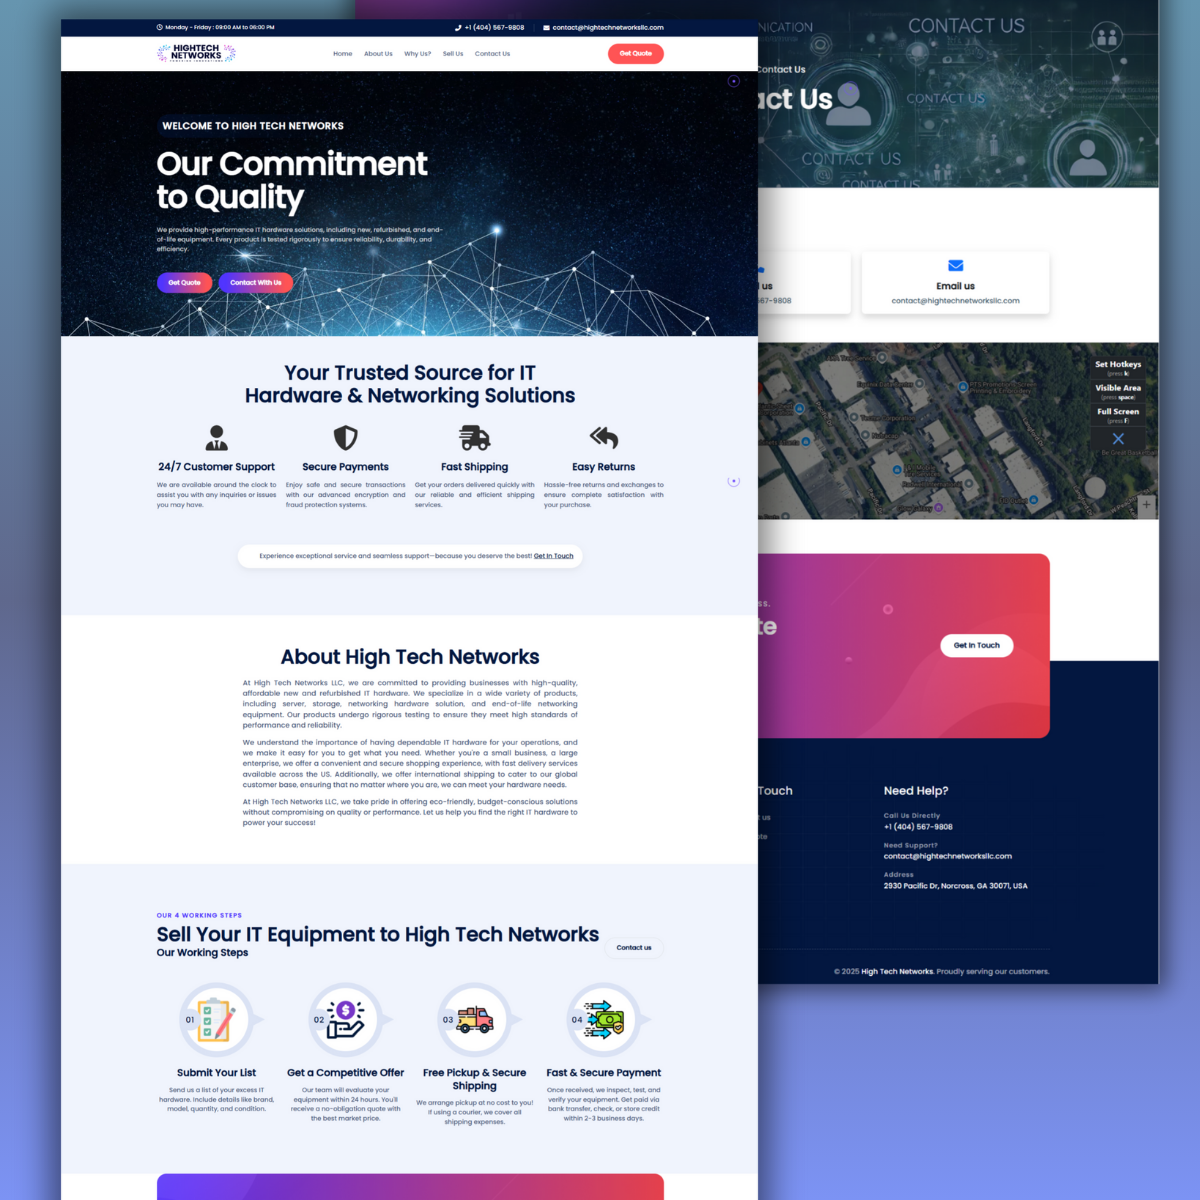 Monday - Friday : 09:00 AM to 06:00 PM
+1 (404) 567-9808
contact@hightechnetworksllc.com
HIGHTECH
NETWORKS
Home
About Us
Why Us?
Sell Us
Contact Us
Get Quote
WELCOME TO HIGH TECH NETWORKS
Our Commitment
to Quality
We provide high-performance IT hardware solutions, including new, refurbished, and end-
of-life equipment. Every product is tested rigorously to ensure reliability, durability, and
efficiency.
Get Quote
Contact With Us
Your Trusted Source for IT
Hardware & Networking Solutions
24/7 Customer Support
We are available around the clock to
assist you with any inquiries or issues
you may have.
Secure Payments
Enjoy safe and secure transactions
with our advanced encryption and
fraud protection systems.
Fast Shipping
Get your orders delivered quickly with
our reliable and efficient shipping
services.
Easy Returns
Hassle-free returns and exchanges to
ensure complete satisfaction with
your purchase.
Experience exceptional service and seamless support—because you deserve the best! Get In Touch
About High Tech Networks
At High Tech Networks LLC, we are committed to providing businesses with high-quality,
affordable new and refurbished IT hardware. We specialize in a wide variety of products,
including server, storage, networking hardware solution, and end-of-life networking
equipment. Our products undergo rigorous testing to ensure they meet high standards of
performance and reliability.
We understand the importance of having dependable IT hardware for your operations, and
we make it easy for you to get what you need. Whether you're a small business, a large
enterprise, we offer a convenient and secure shopping experience, with fast delivery services
available across the US. Additionally, we offer international shipping to cater to our global
customer base, ensuring that no matter where you are, we can meet your hardware needs.
At High Tech Networks LLC, we take pride in offering eco-friendly, budget-conscious solutions
without compromising on quality or performance. Let us help you find the right IT hardware to
power your success!
OUR 4 WORKING STEPS
Sell Your IT Equipment to High Tech Networks
Our Working Steps
Contact us
01
Submit Your List
Send us a list of your excess IT
hardware. Include details like brand,
model, quantity, and condition.
02
Get a Competitive Offer
Our team will evaluate your
equipment within 24 hours. You'll
receive a no-obligation quote with
the best market price.
03
Free Pickup & Secure
Shipping
We arrange pickup at no cost to you!
If using a courier, we cover all
shipping expenses.
04
Fast & Secure Payment
Once received, we inspect, test, and
verify your equipment. Get paid via
bank transfer, check, or store credit
within 2-3 business days.
NICATION
CONTACT US
Contact Us
act Us
CONTACT US
CONTACT US
CONTACT US
l us
567-9808
Email us
contact@hightechnetworksllc.com
Set Hotkeys
(press k)
Visible Area
(press space)
Full Screen
(press F)
ss.
te
Get In Touch
Touch
t us
ote
Need Help?
Call Us Directly
+1 (404) 567-9808
Need Support?
contact@hightechnetworksllc.com
Address
2930 Pacific Dr, Norcross, GA 30071, USA
© 2025 High Tech Networks. Proudly serving our customers.